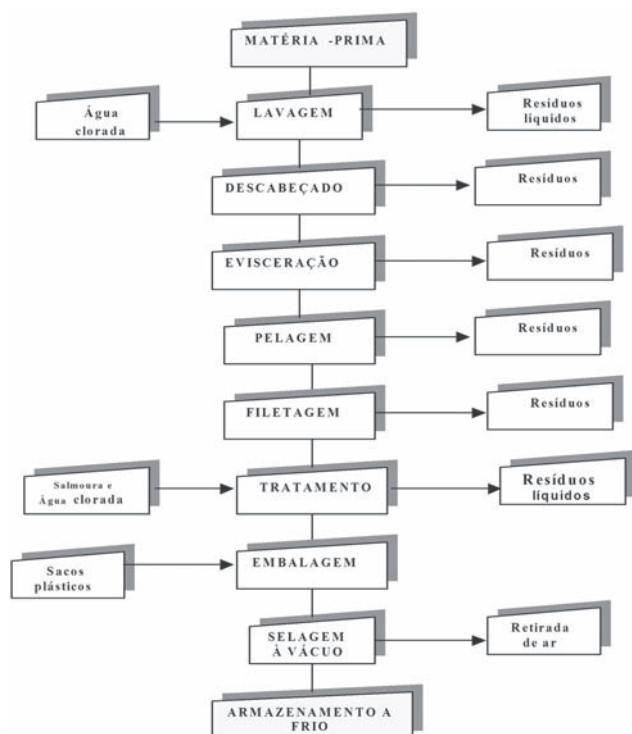 MATÉRIA -PRIMA
Água
clorada
LAVAGEM
Resíduos
líquidos
DESCABEÇADO
Resíduos
EVISCERAÇÃO
Resíduos
PELAGEM
Resíduos
FILETAGEM
Resíduos
Salmoura e
Água clorada
TRATAMENTO
Resíduos
líquidos
Sacos
plásticos
EMBALAGEM
SELAGEM
À VÁCUO
Retirada
de ar
ARMAZENAMENTO A
FRIO